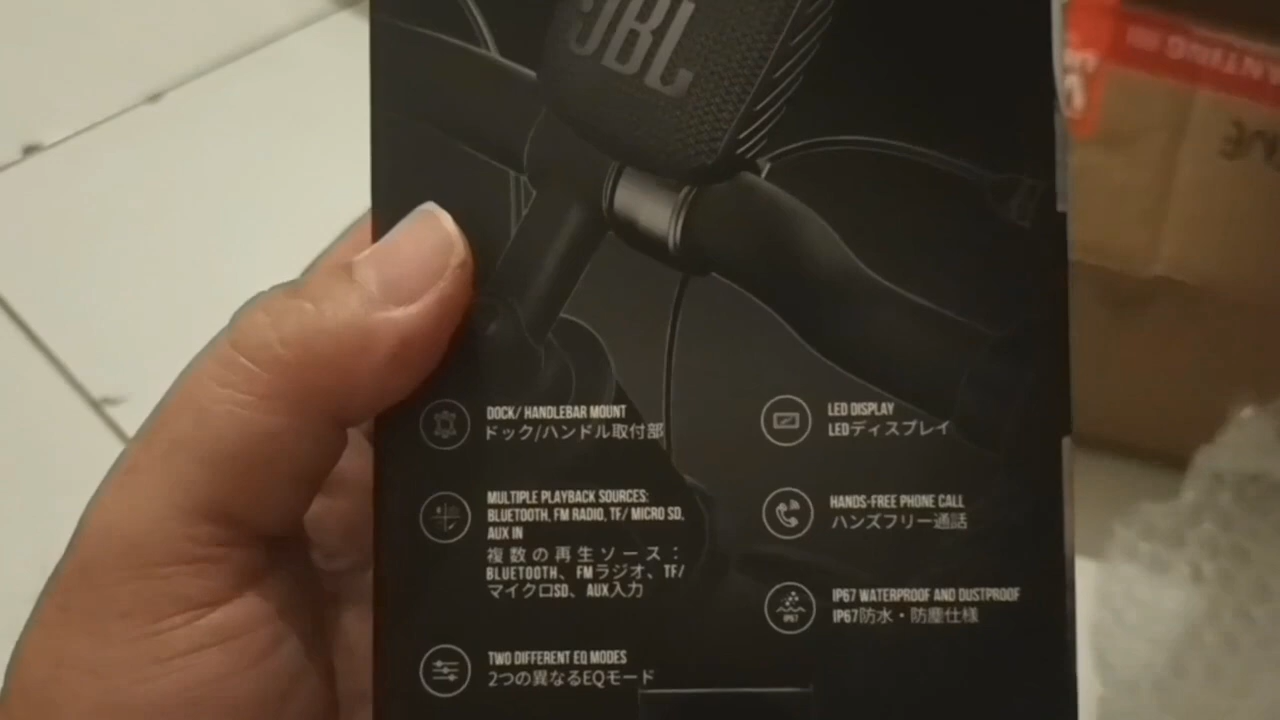 JBL
DOCK/ HANDLEBAR MOUNT
ドック/ハンドル取付部
MULTIPLE PLAYBACK SOURCES:
BLUETOOTH, FM RADIO, TF/ MICRO SD,
AUX IN
複数の再生ソース：
BLUETOOTH、FMラジオ、TF/
マイクロSD、AUX入力
TWO DIFFERENT EQ MODES
2つの異なるEQモード
LED DISPLAY
LEDディスプレイ
HANDS-FREE PHONE CALL
ハンズフリー通話
IP67
IP67 WATERPROOF AND DUSTPROOF
IP67防水・防塵仕様